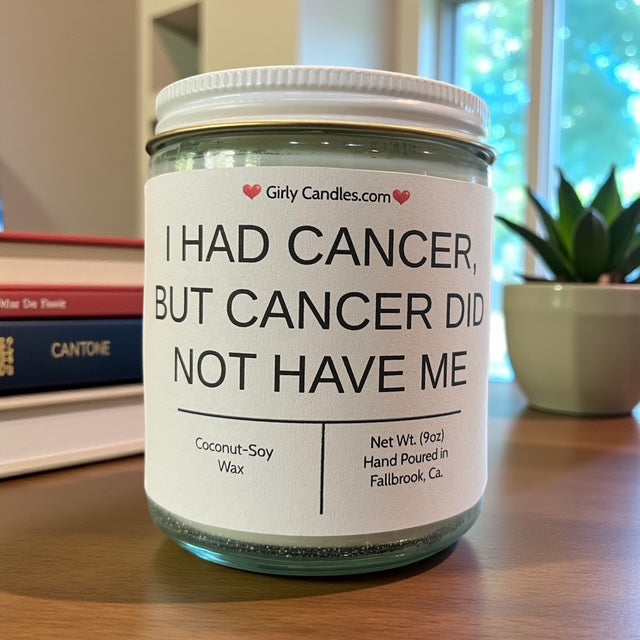 Girly Candles.com
I HAD CANCER,
BUT CANCER DID
NOT HAVE ME
Coconut-Soy
Wax
Net Wt. (9oz)
Hand Poured in
Fallbrook, Ca.
CANTONE